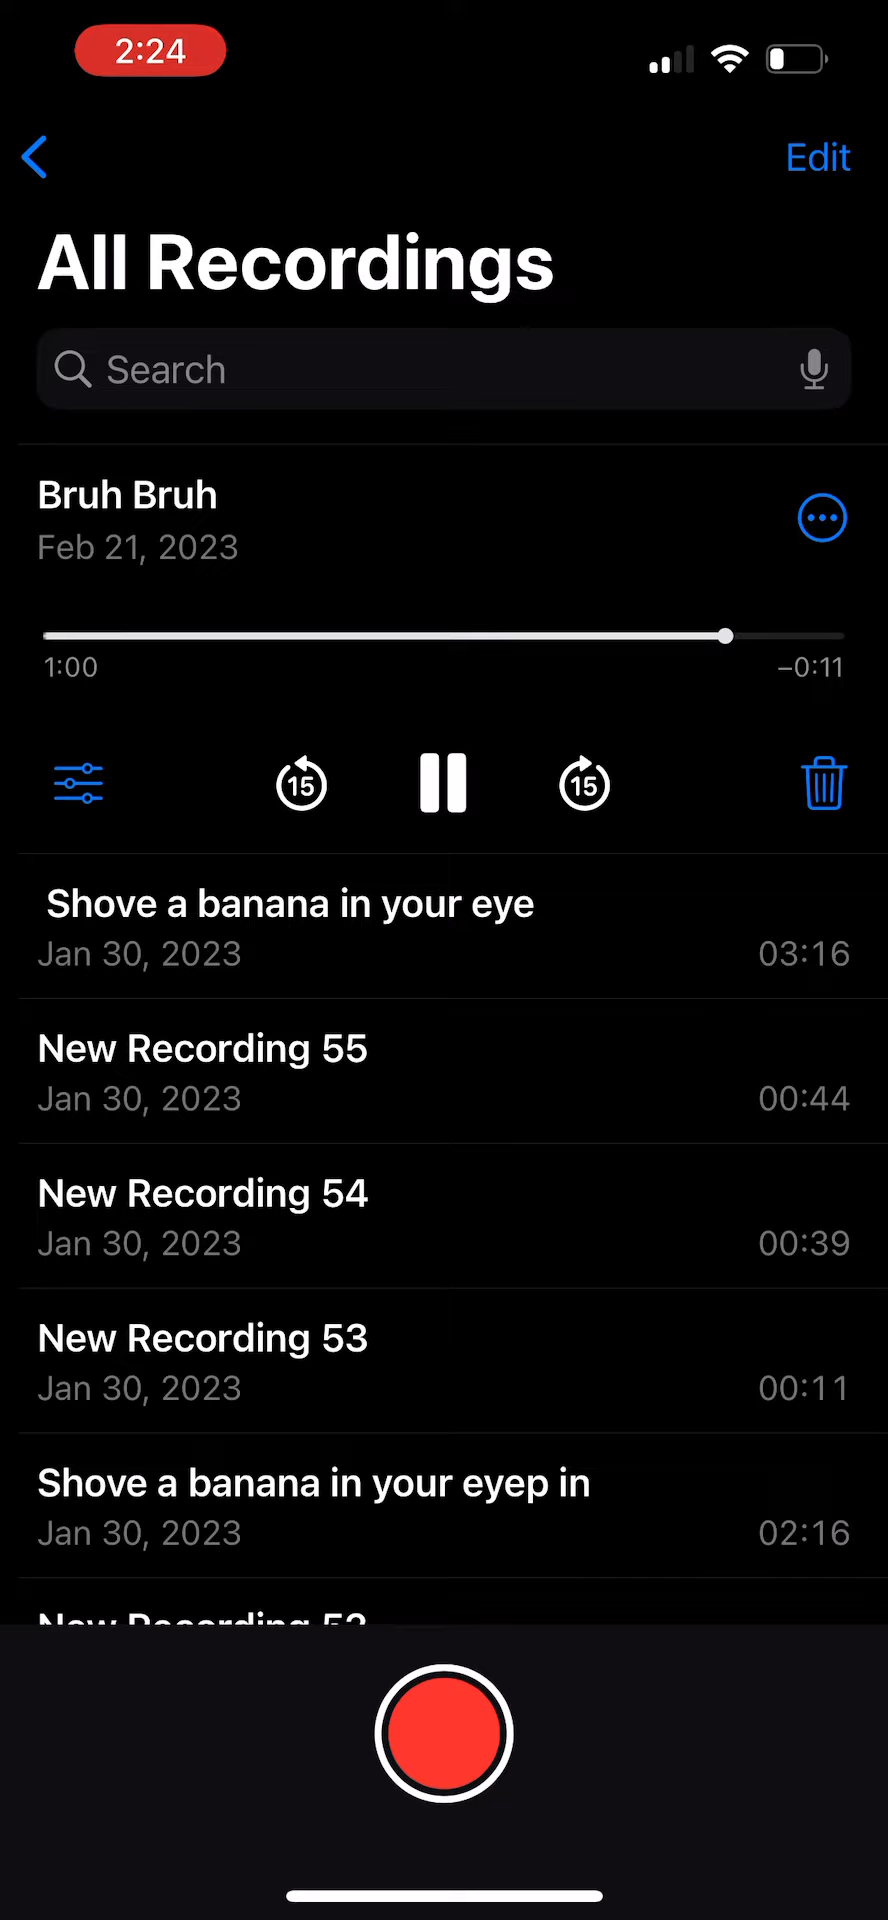 2:24
Edit
All Recordings
Search
Bruh Bruh
Feb 21, 2023
1:00
–0:11
15
15
Shove a banana in your eye
Jan 30, 2023
03:16
New Recording 55
Jan 30, 2023
00:44
New Recording 54
Jan 30, 2023
00:39
New Recording 53
Jan 30, 2023
00:11
Shove a banana in your eyep in
Jan 30, 2023
02:16
New Recording 52